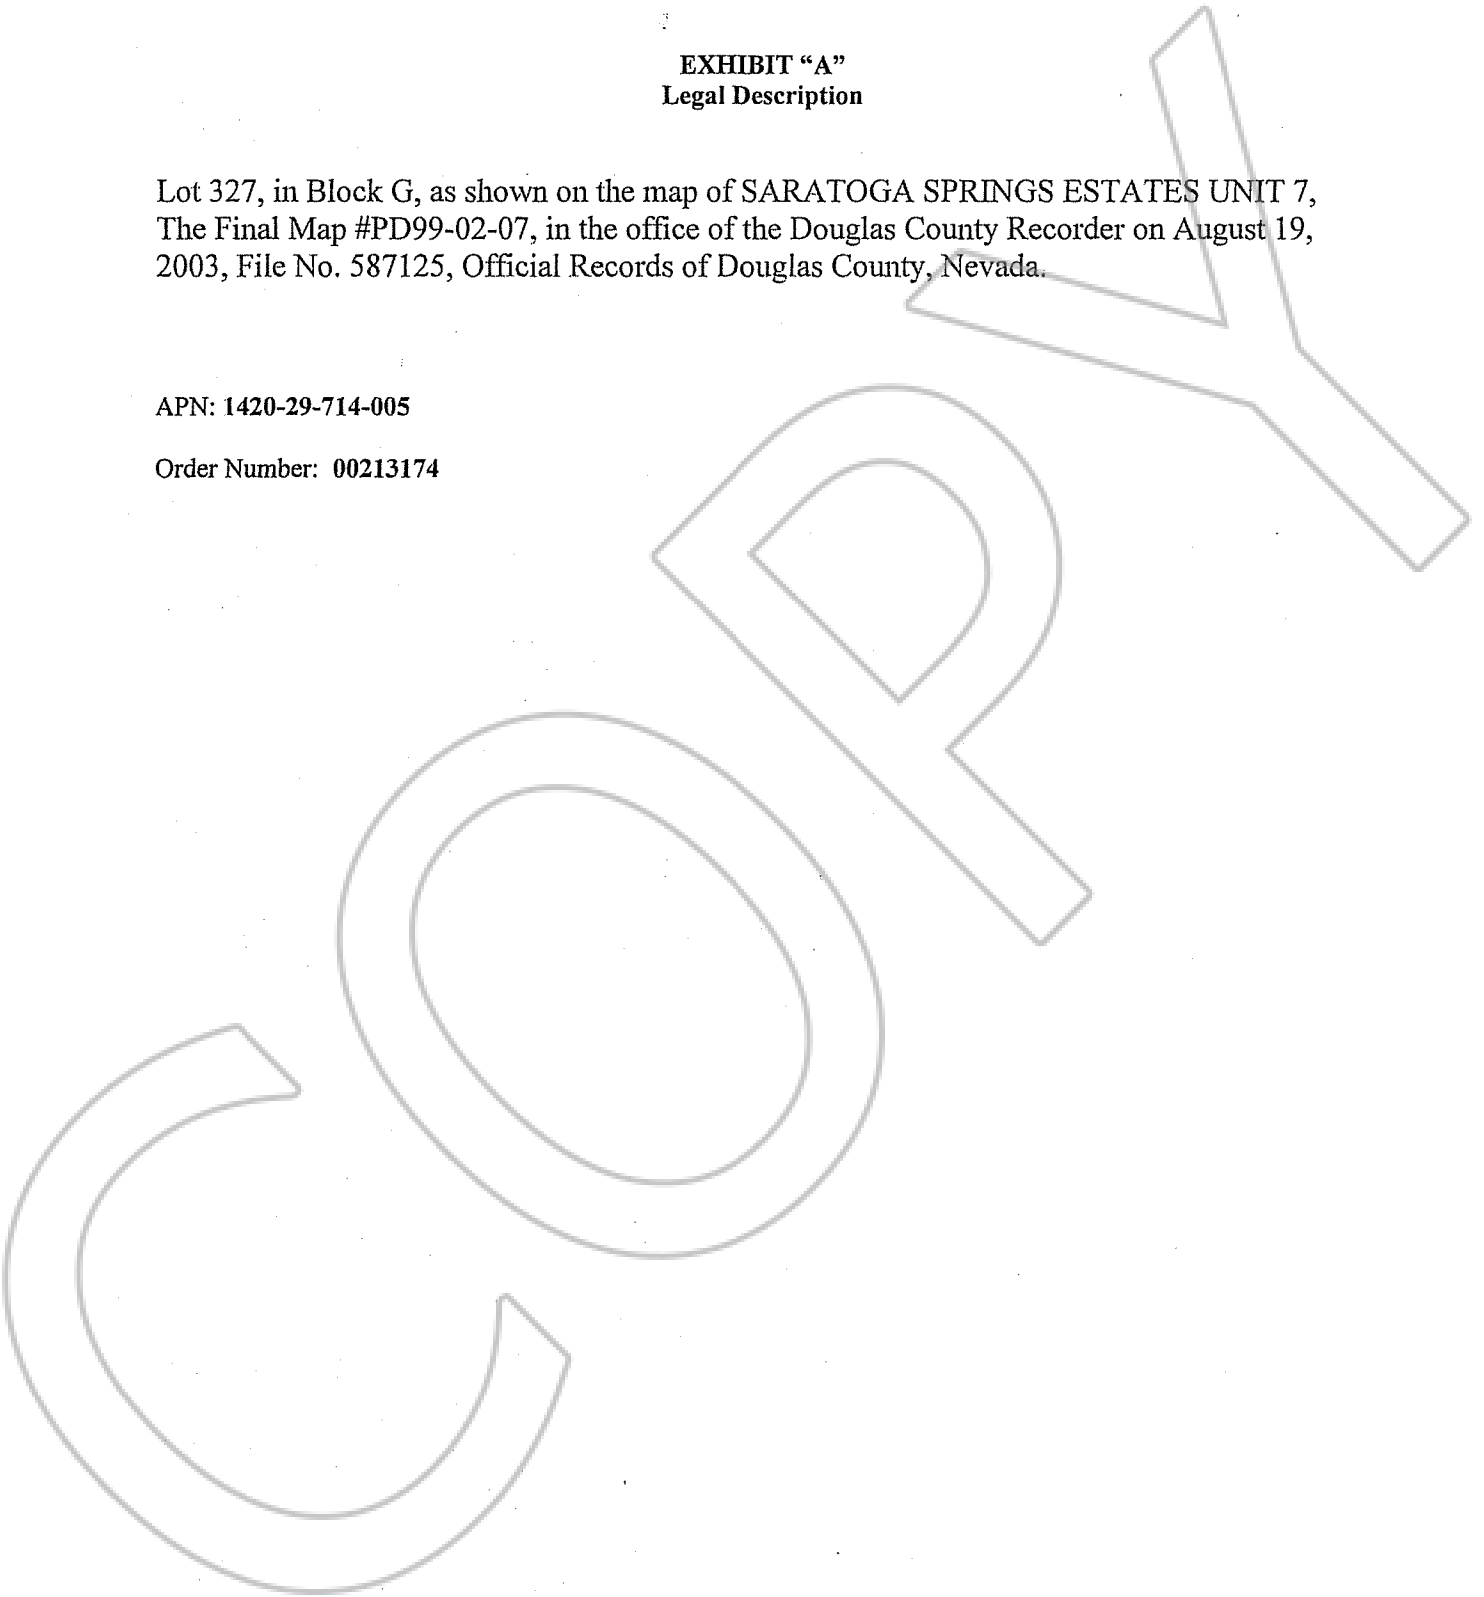 EXHIBIT “A”
Legal Description
Lot 327, in Block G, as shown on the map of SARATOGA SPRINGS ESTATES UNIT 7,
The Final Map #PD99-02-07, in the office of the Douglas County Recorder on August 19,
2003, File No. 587125, Official Records of Douglas County, Nevada.
APN: 1420-29-714-005
Order Number: 00213174
COPY